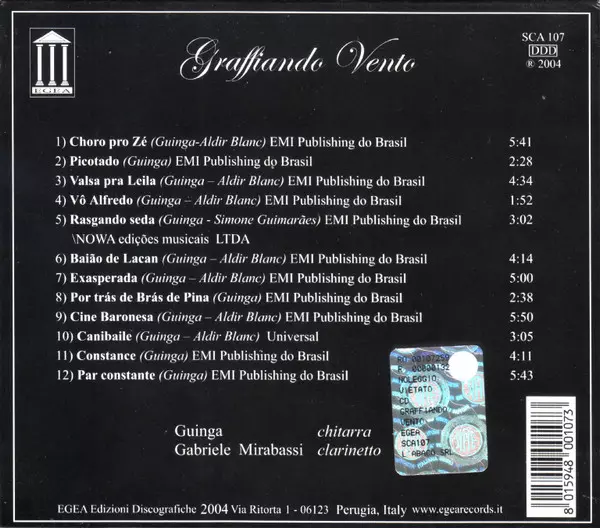 EGEA
Graffiando Vento
SCA 107
DDD
℗ 2004
1) Choro pro Zé (Guinga-Aldir Blanc) EMI Publishing do Brasil 5:41
2) Picotado (Guinga) EMI Publishing do Brasil 2:28
3) Valsa pra Leila (Guinga – Aldir Blanc) EMI Publishing do Brasil 4:34
4) Vô Alfredo (Guinga – Aldir Blanc) EMI Publishing do Brasil 1:52
5) Rasgando seda (Guinga - Simone Guimarães) EMI Publishing do Brasil 3:02
\NOWA edições musicais LTDA
6) Baião de Lacan (Guinga – Aldir Blanc) EMI Publishing do Brasil 4:14
7) Exasperada (Guinga – Aldir Blanc) EMI Publishing do Brasil 5:00
8) Por trás de Brás de Pina (Guinga) EMI Publishing do Brasil 2:38
9) Cine Baronesa (Guinga – Aldir Blanc) EMI Publishing do Brasil 5:50
10) Canibaile (Guinga – Aldir Blanc) Universal 3:05
11) Constance (Guinga) EMI Publishing do Brasil 4:11
12) Par constante (Guinga) EMI Publishing do Brasil 5:43
NOLEGGIO
VIETATO
CD
GRAFFIANDO
VENTO
EGEA
SCA107
L'ABACO SRL
Guinga chitarra
Gabriele Mirabassi clarinetto
8 015948 001073
EGEA Edizioni Discografiche 2004 Via Ritorta 1 - 06123 Perugia, Italy www.egearecords.it